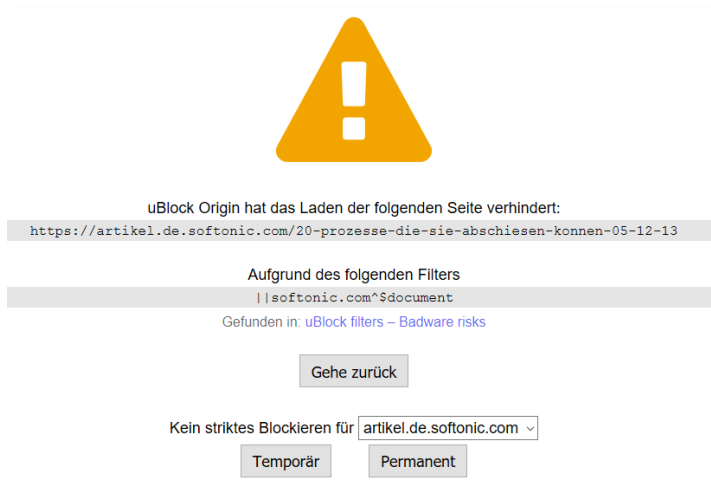 uBlock Origin hat das Laden der folgenden Seite verhindert:
https://artikel.de.softonic.com/20-prozesse-die-sie-abschiesen-konnen-05-12-13
Aufgrund des folgenden Filters
||softonic.com^$document
Gefunden in: uBlock filters – Badware risks
Gehe zurück
Kein striktes Blockieren für artikel.de.softonic.com
Temporär Permanent